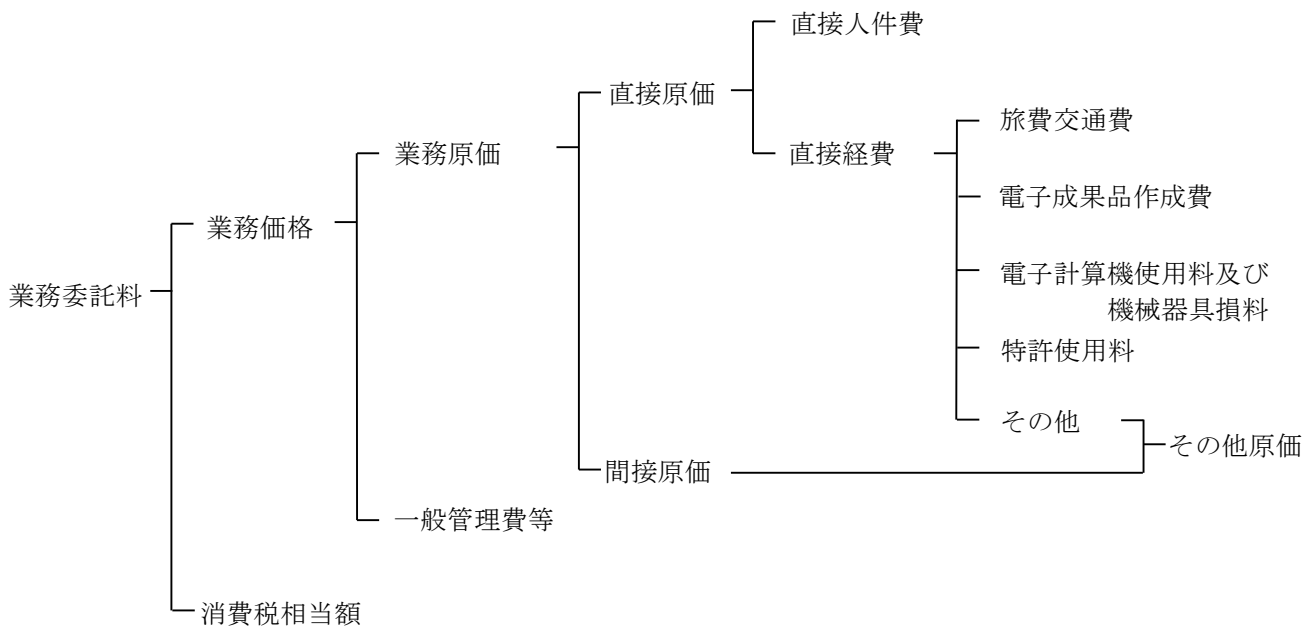 直接人件費
直接原価
旅費交通費
業務原価
直接経費
電子成果品作成費
業務価格
電子計算機使用料及び
機械器具損料
業務委託料
特許使用料
その他
その他原価
間接原価
一般管理費等
消費税相当額